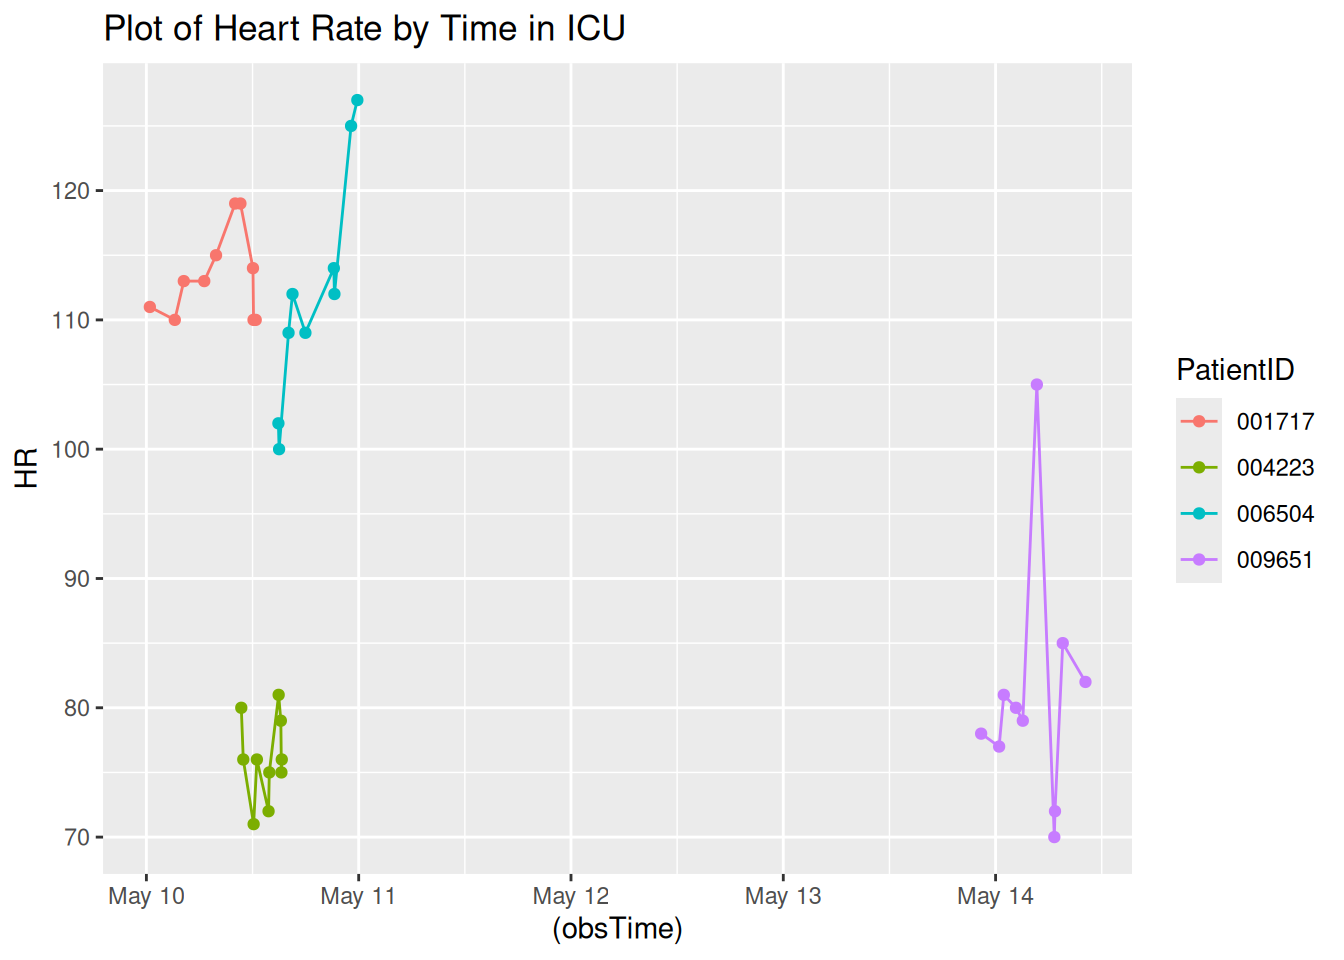 Plot of Heart Rate by Time in ICU
120
110
100
90
80
70
HR
May 10
May 11
May 12
May 13
May 14
(obsTime)
PatientID
001717
004223
006504
009651